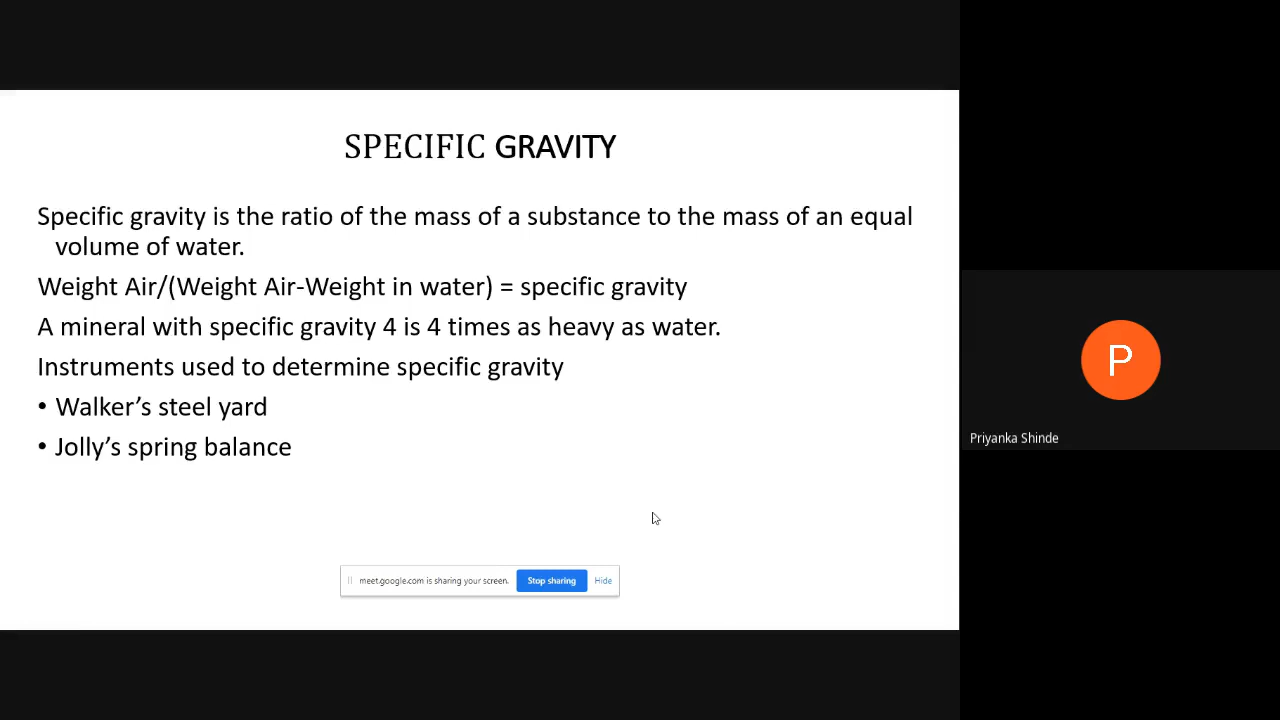 SPECIFIC GRAVITY
Specific gravity is the ratio of the mass of a substance to the mass of an equal
volume of water.
Weight Air/(Weight Air-Weight in water) = specific gravity
A mineral with specific gravity 4 is 4 times as heavy as water.
Instruments used to determine specific gravity
• Walker’s steel yard
• Jolly’s spring balance
meet.google.com is sharing your screen. Stop sharing Hide
P
Priyanka Shinde